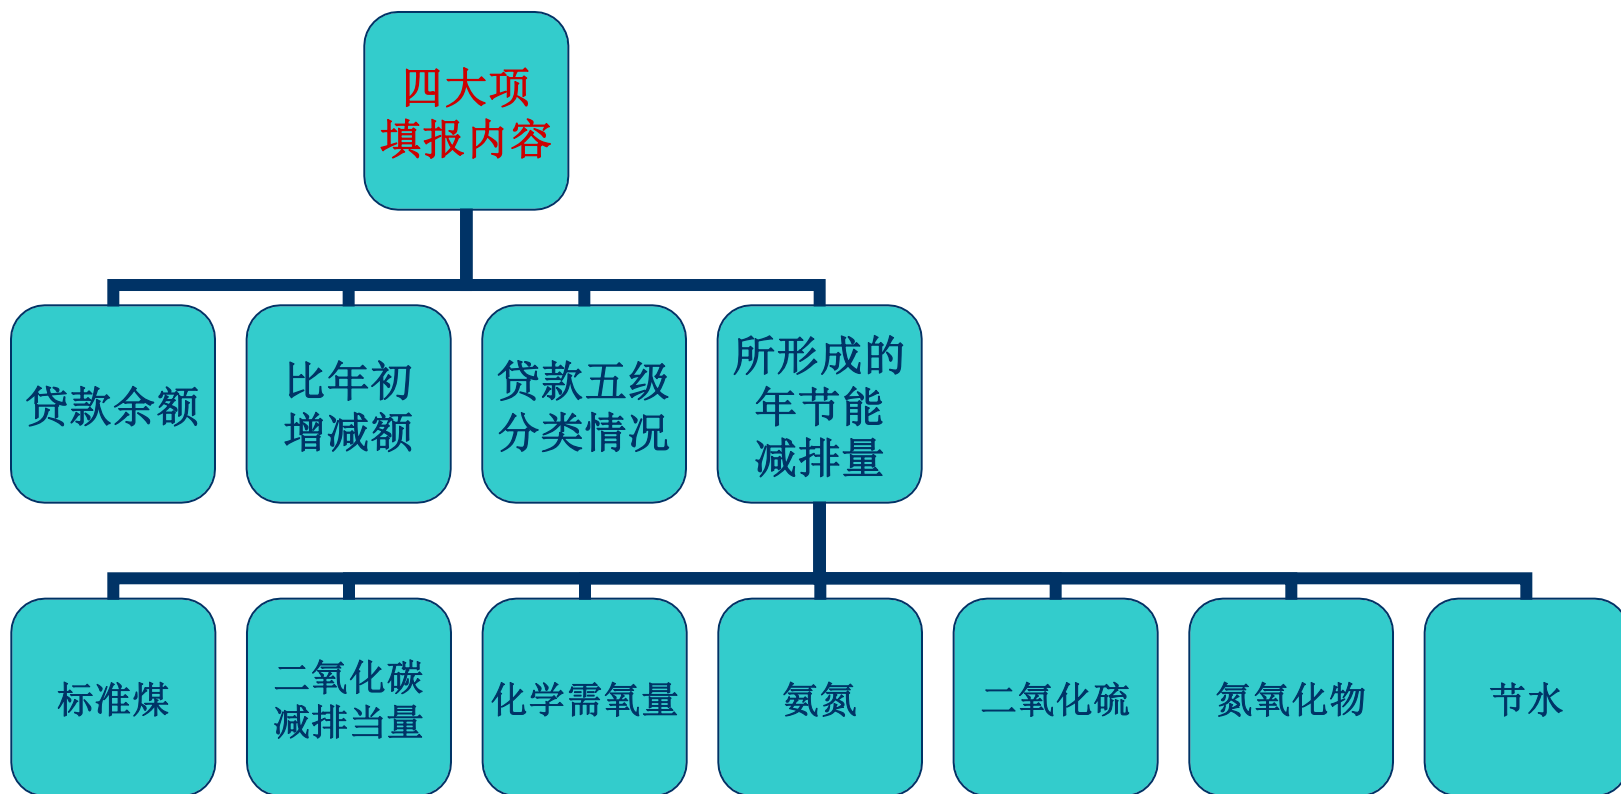 四大项
填报内容
贷款余额
比年初
增减额
贷款五级
分类情况
所形成的
年节能
减排量
标准煤
二氧化碳
减排当量
化学需氧量
氨氮
二氧化硫
氮氧化物
节水